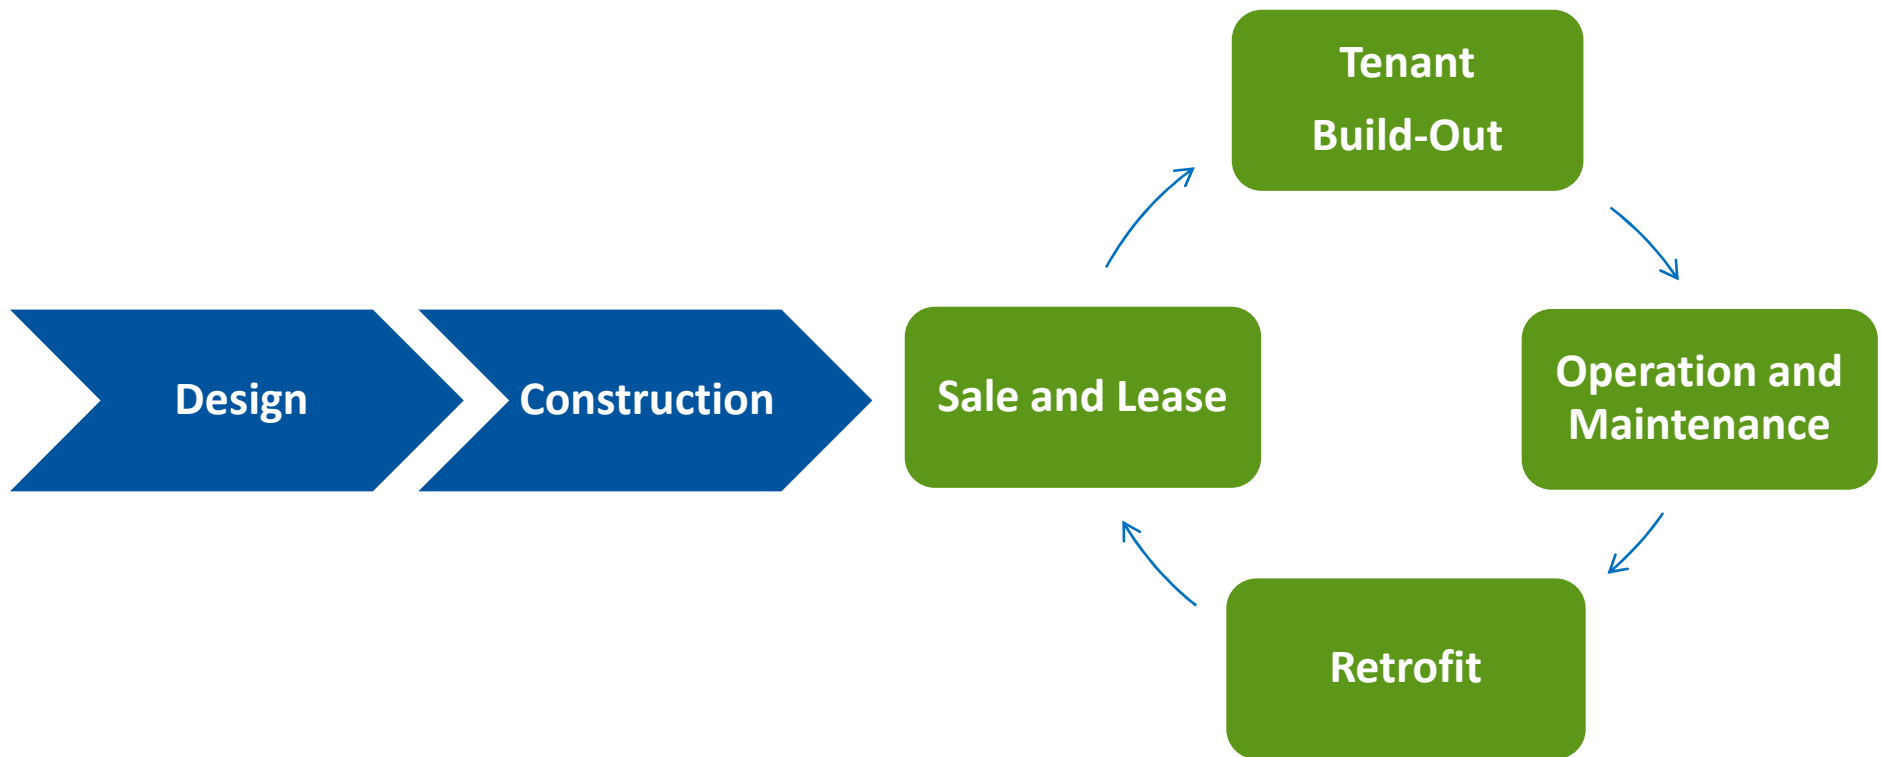 Design
Construction
Sale and Lease
Tenant
Build-Out
Operation and
Maintenance
Retrofit